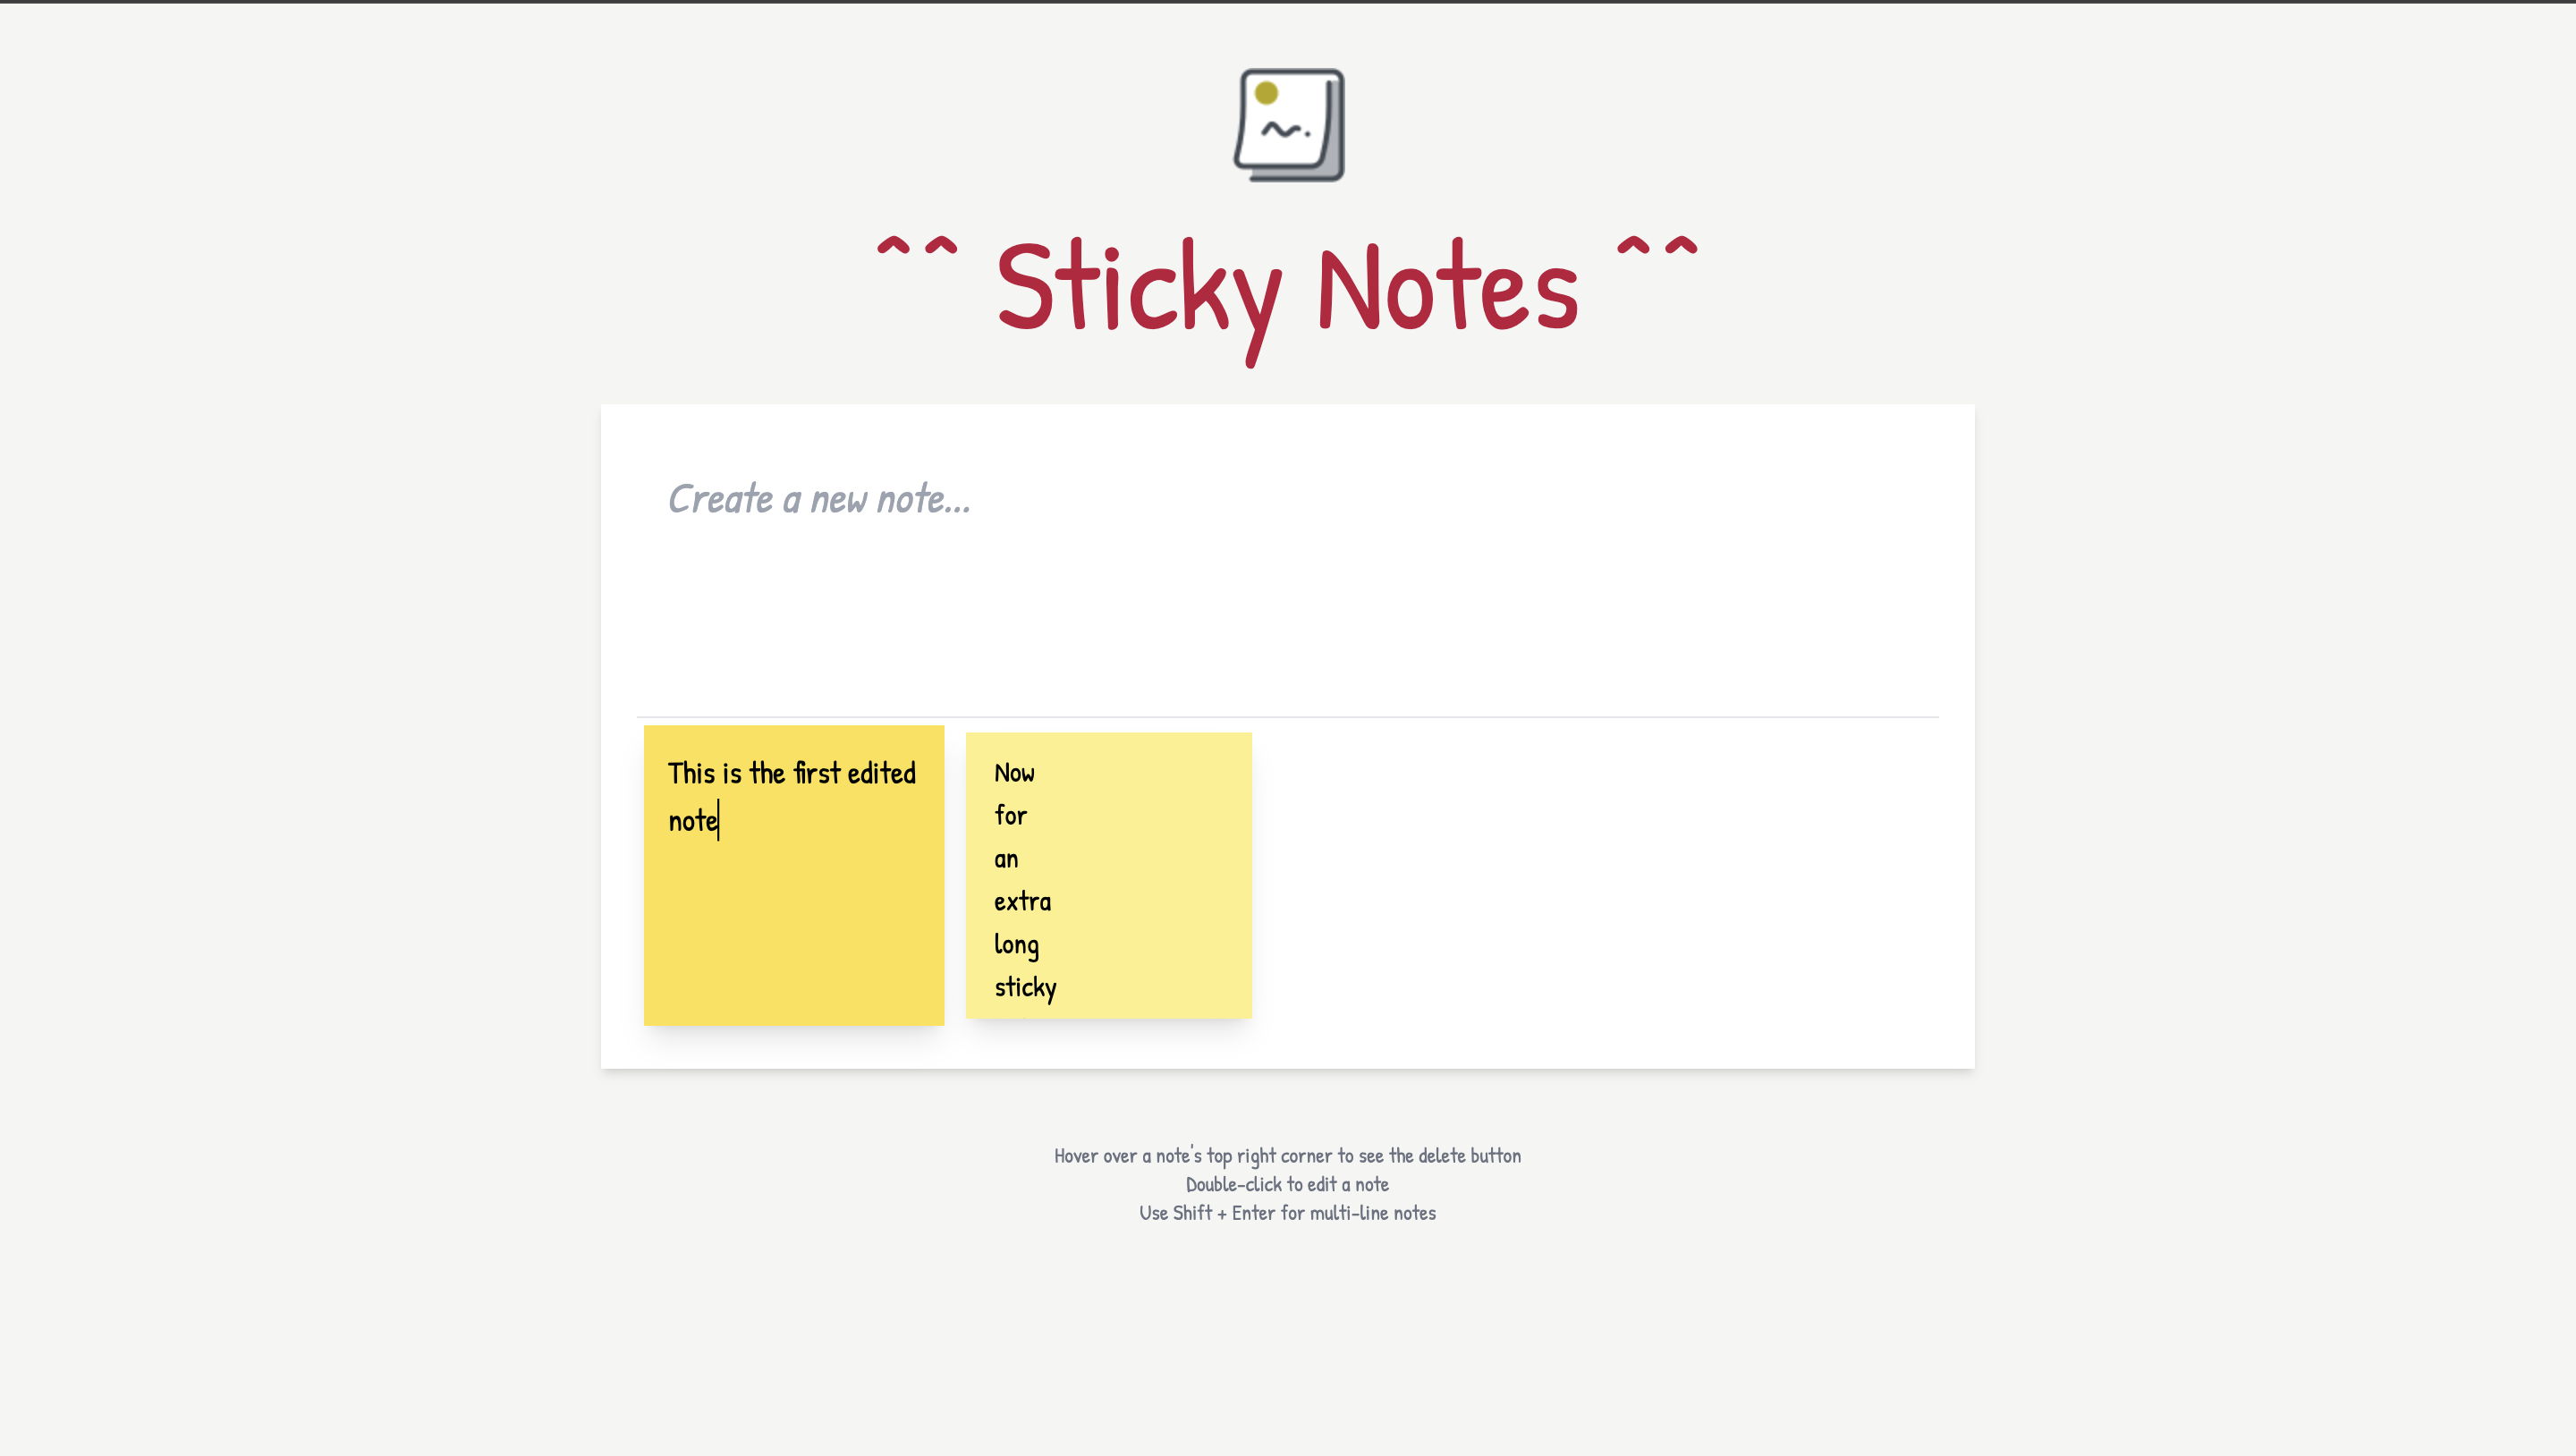 ^^ Sticky Notes ^^
Create a new note...
This is the first edited
note
Now
for
an
extra
long
sticky
Hover over a note's top right corner to see the delete button
Double-click to edit a note
Use Shift + Enter for multi-line notes